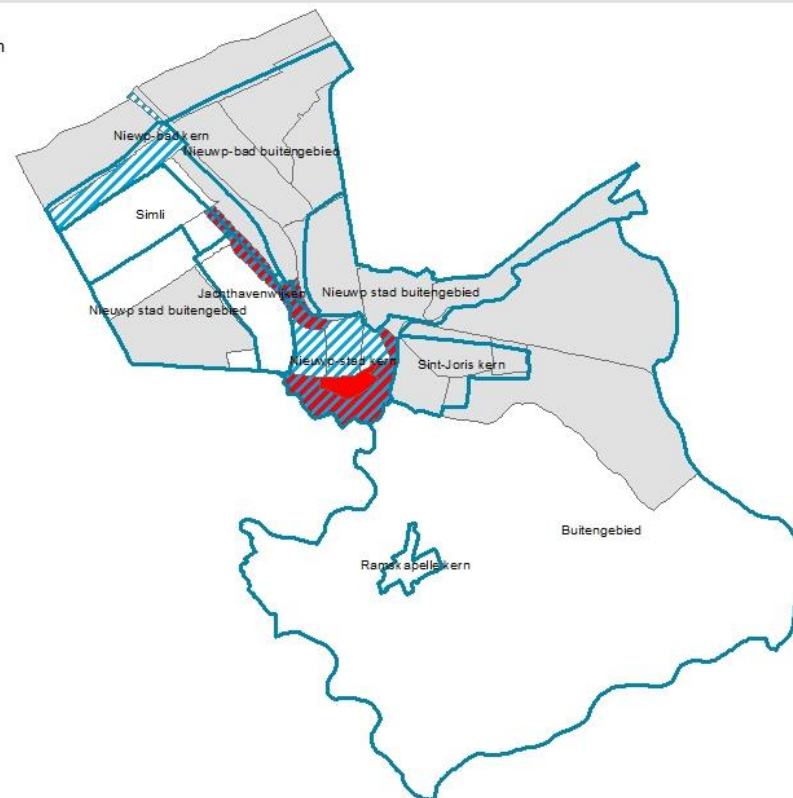 n
Niewp-bad kern
Nieuwp-bad buitengebied
Simli
Jachthavenwijken
Nieuwp stad buitengebied
Nieuwp stad buitengebied
Nieuwp-stad kern
Sint-Joris kern
Buitengebied
Ramskapelle kern